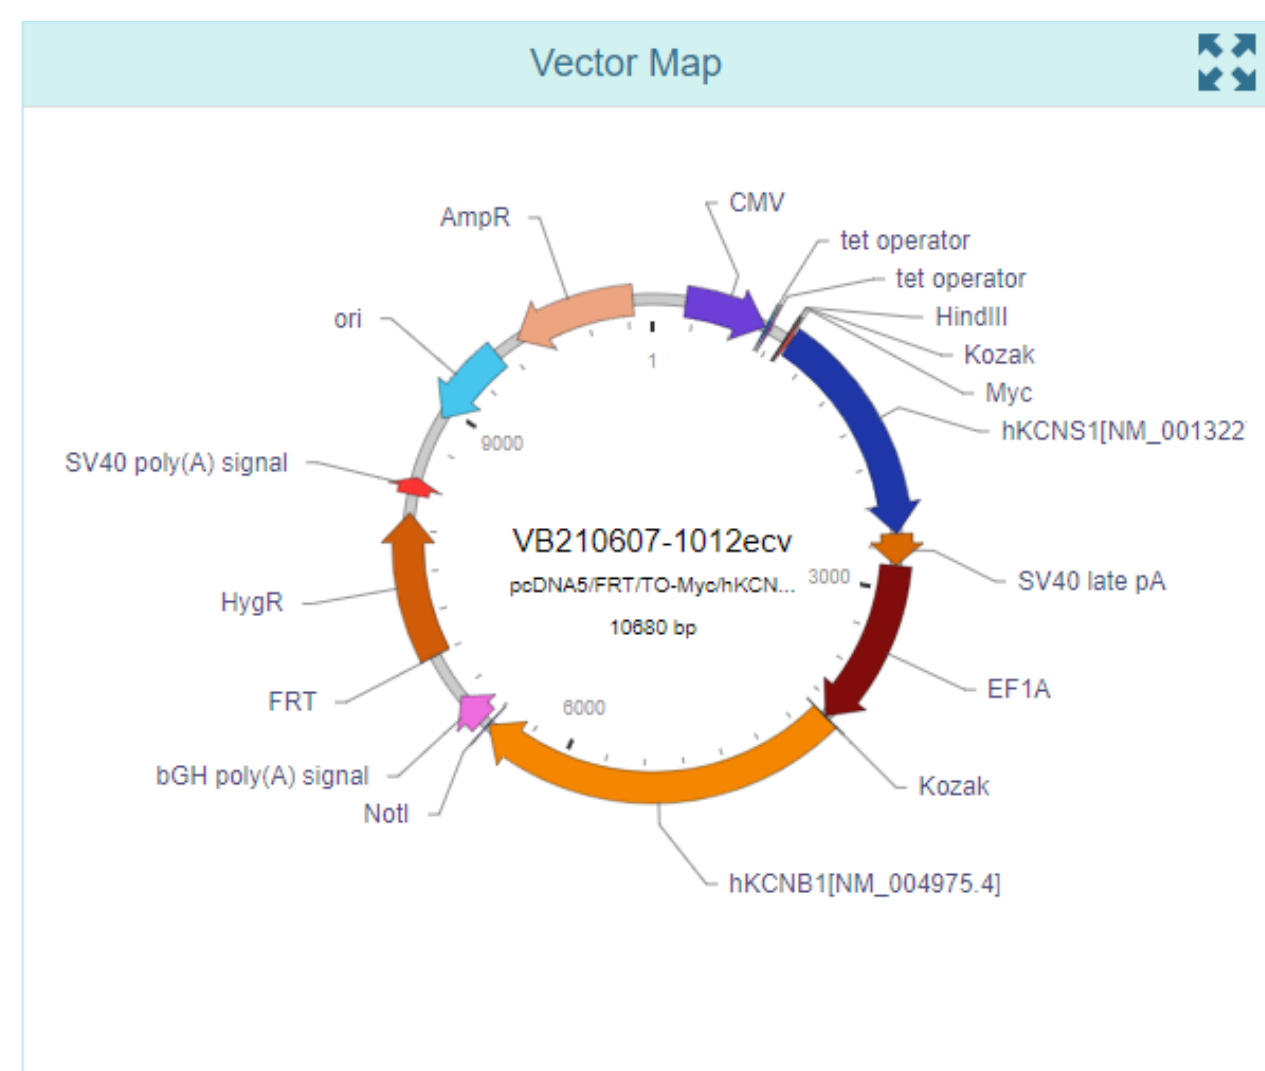 Vector Map
CMV
AmpR
tet operator
tet operator
ori
HindIII
Kozak
1
Myc
hKCNS1[NM_001322
9000
SV40 poly(A) signal
VB210607-1012ecv
pcDNA5/FRT/TO-Myc/hKCN...
3000
SV40 late pA
HygR
10680 bp
EF1A
FRT
6000
bGH poly(A) signal
Kozak
NotI
hKCNB1[NM_004975.4]